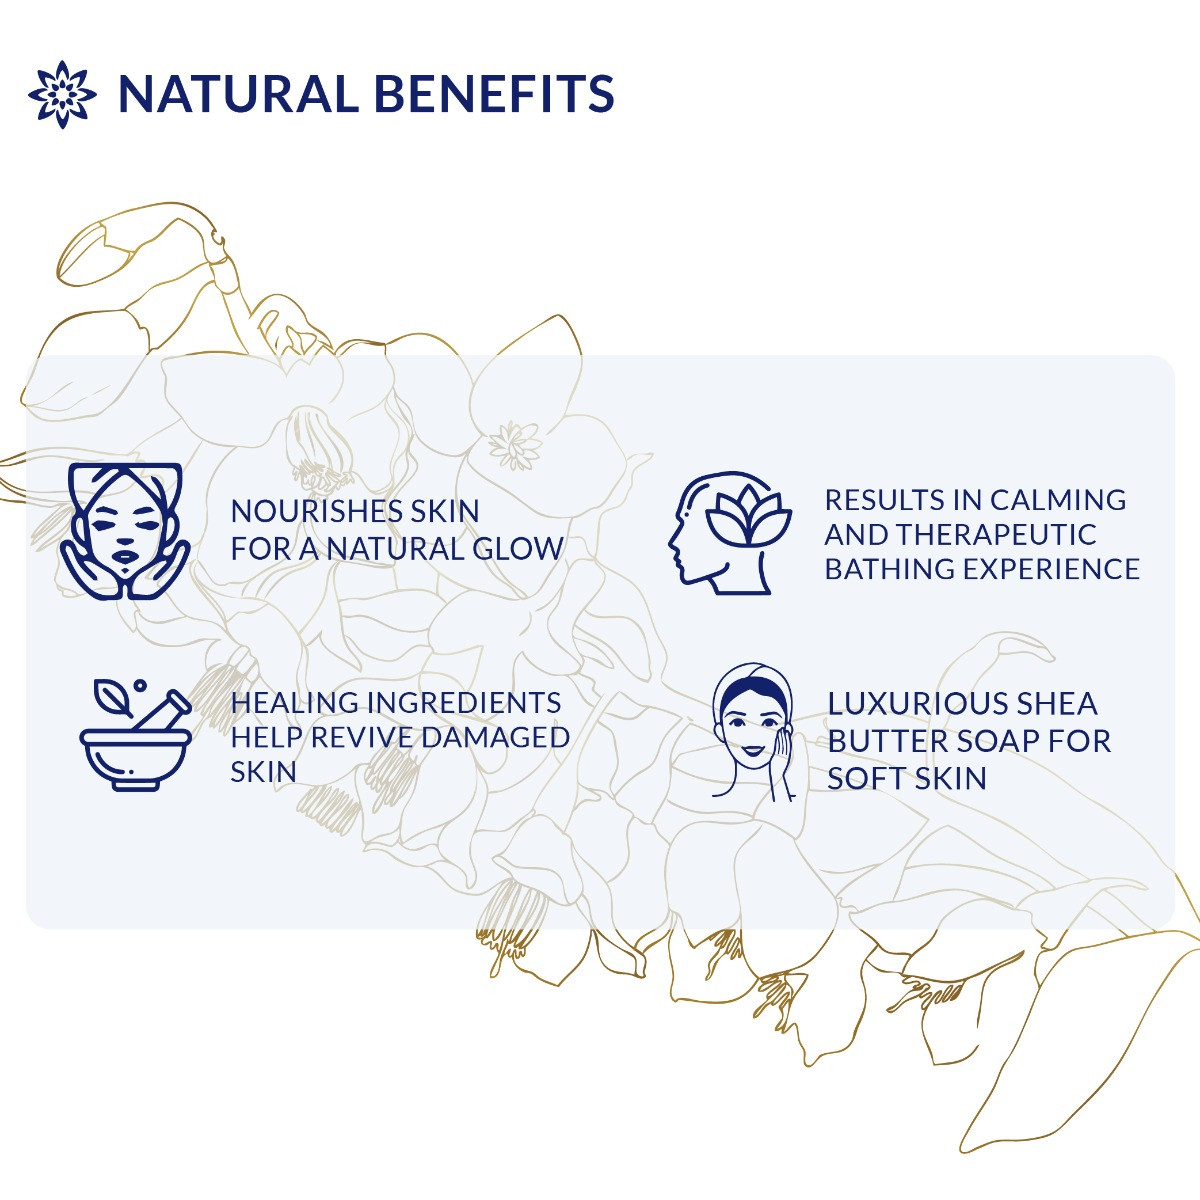 NATURAL BENEFITS
NOURISHES SKIN
FOR A NATURAL GLOW
RESULTS IN CALMING
AND THERAPEUTIC
BATHING EXPERIENCE
HEALING INGREDIENTS
HELP REVIVE DAMAGED
SKIN
LUXURIOUS SHEA
BUTTER SOAP FOR
SOFT SKIN